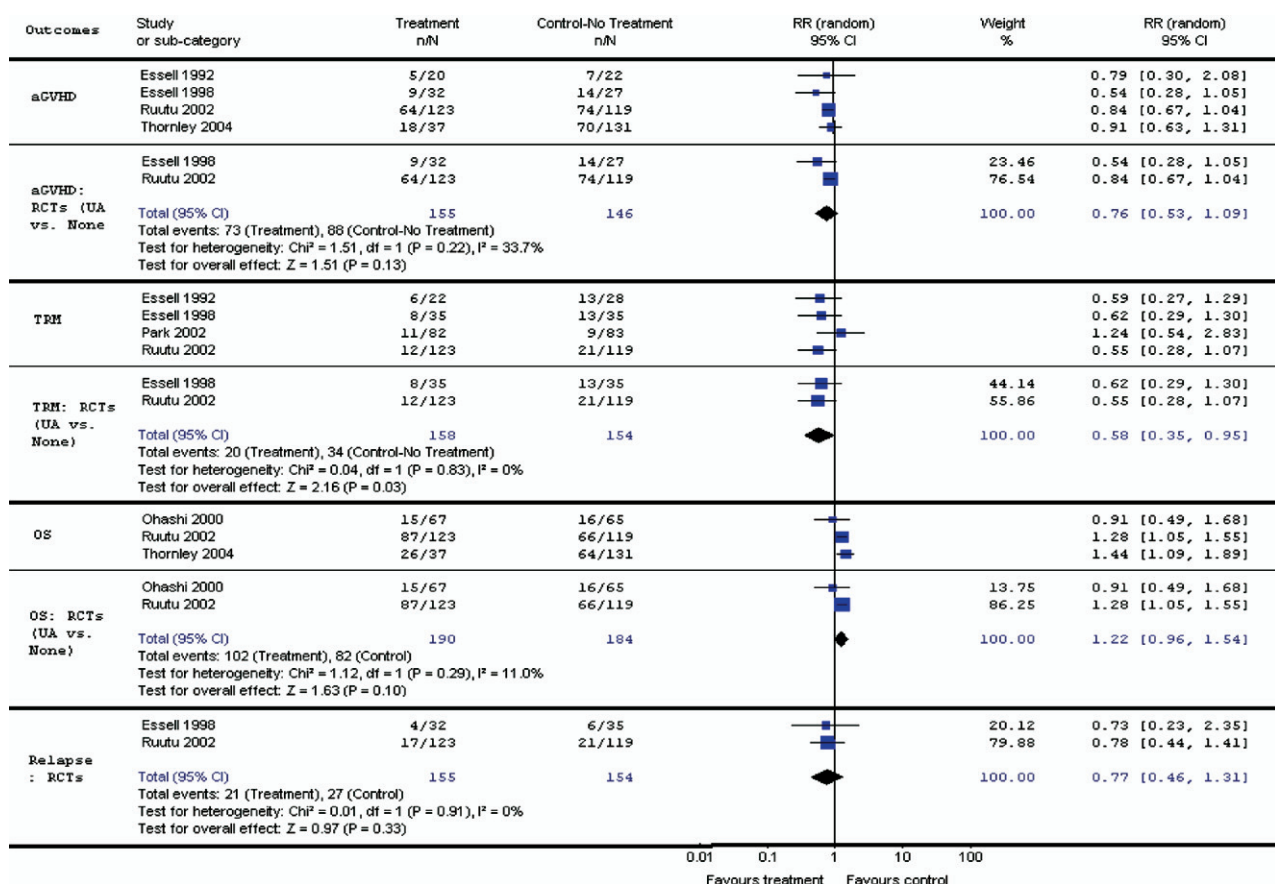 Outcomes Study or sub-category Treatment n/N Control-No Treatment n/N RR (random) 95% CI Weight % RR (random) 95% CI
aGVHD
Essell 1992 5/20 7/22 0.79 [0.30, 2.08]
Essell 1998 9/32 14/27 0.54 [0.28, 1.05]
Ruutu 2002 64/123 74/119 0.84 [0.67, 1.04]
Thornley 2004 18/37 70/131 0.91 [0.63, 1.31]
aGVHD: RCTs (UA vs. None
Essell 1998 9/32 14/27 23.46 0.54 [0.28, 1.05]
Ruutu 2002 64/123 74/119 76.54 0.84 [0.67, 1.04]
Total (95% CI) 155 146 100.00 0.76 [0.53, 1.09]
Total events: 73 (Treatment), 88 (Control-No Treatment)
Test for heterogeneity: Chi² = 1.51, df = 1 (P = 0.22), I² = 33.7%
Test for overall effect: Z = 1.51 (P = 0.13)
TRM
Essell 1992 6/22 13/28 0.59 [0.27, 1.29]
Essell 1998 8/35 13/35 0.62 [0.29, 1.30]
Park 2002 11/82 9/83 1.24 [0.54, 2.83]
Ruutu 2002 12/123 21/119 0.55 [0.28, 1.07]
TRM: RCTs (UA vs. None)
Essell 1998 8/35 13/35 44.14 0.62 [0.29, 1.30]
Ruutu 2002 12/123 21/119 55.86 0.55 [0.28, 1.07]
Total (95% CI) 158 154 100.00 0.58 [0.35, 0.95]
Total events: 20 (Treatment), 34 (Control-No Treatment)
Test for heterogeneity: Chi² = 0.04, df = 1 (P = 0.83), I² = 0%
Test for overall effect: Z = 2.16 (P = 0.03)
OS
Ohashi 2000 15/67 16/65 0.91 [0.49, 1.68]
Ruutu 2002 87/123 66/119 1.28 [1.05, 1.55]
Thornley 2004 26/37 64/131 1.44 [1.09, 1.89]
OS: RCTs (UA vs. None)
Ohashi 2000 15/67 16/65 13.75 0.91 [0.49, 1.68]
Ruutu 2002 87/123 66/119 86.25 1.28 [1.05, 1.55]
Total (95% CI) 190 184 100.00 1.22 [0.96, 1.54]
Total events: 102 (Treatment), 82 (Control)
Test for heterogeneity: Chi² = 1.12, df = 1 (P = 0.29), I² = 11.0%
Test for overall effect: Z = 1.63 (P = 0.10)
Relapse : RCTs
Essell 1998 4/32 6/35 20.12 0.73 [0.23, 2.35]
Ruutu 2002 17/123 21/119 79.88 0.78 [0.44, 1.41]
Total (95% CI) 155 154 100.00 0.77 [0.46, 1.31]
Total events: 21 (Treatment), 27 (Control)
Test for heterogeneity: Chi² = 0.01, df = 1 (P = 0.91), I² = 0%
Test for overall effect: Z = 0.97 (P = 0.33)
0.01 0.1 1 10 100
Favours treatment Favours control